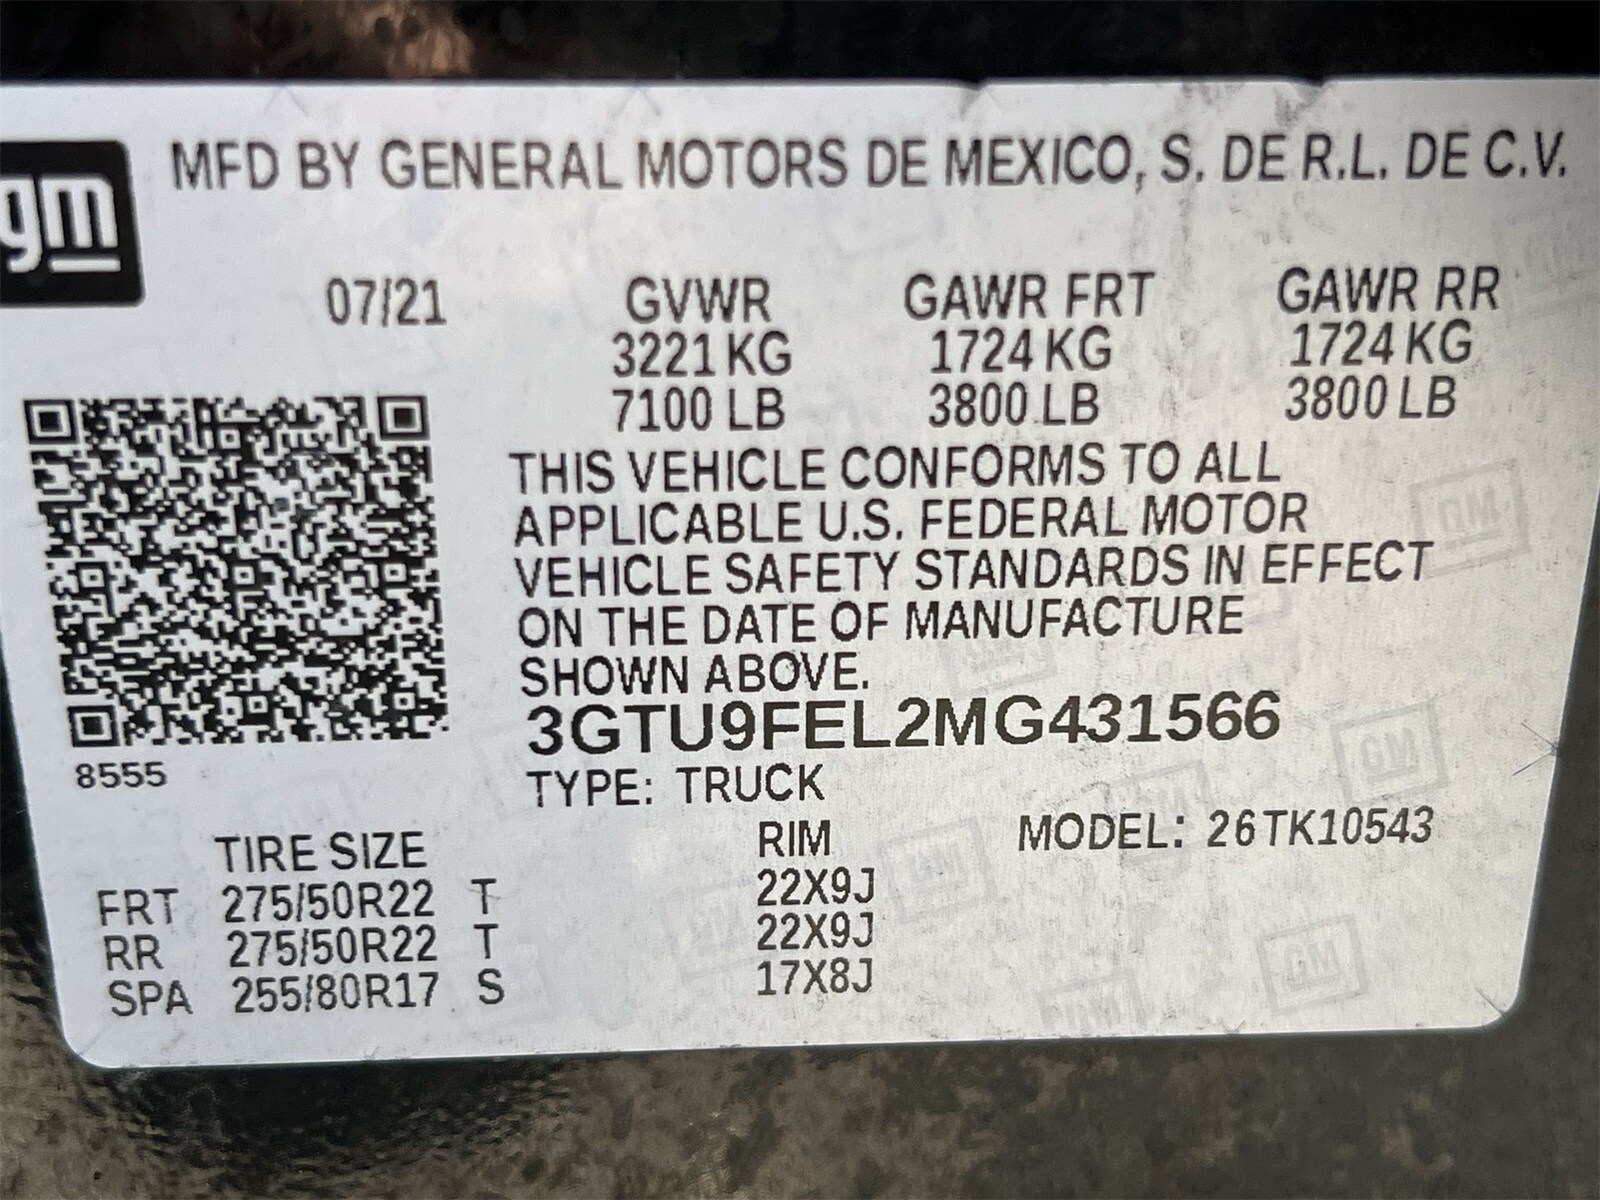 gm
MFD BY GENERAL MOTORS DE MEXICO, S. DE R.L. DE C.V.
07/21 GVWR GAWR FRT GAWR RR
3221 KG 1724 KG 1724 KG
7100 LB 3800 LB 3800 LB
THIS VEHICLE CONFORMS TO ALL
APPLICABLE U.S. FEDERAL MOTOR
VEHICLE SAFETY STANDARDS IN EFFECT
ON THE DATE OF MANUFACTURE
SHOWN ABOVE.
3GTU9FEL2MG431566
8555
TYPE: TRUCK
TIRE SIZE RIM MODEL: 26TK10543
FRT 275/50R22 T 22X9J
RR 275/50R22 T 22X9J
SPA 255/80R17 S 17X8J
GM
GM
GM